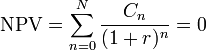 NPV = \sum_{n=0}^{N} \frac{C_n}{(1+r)^n} = 0